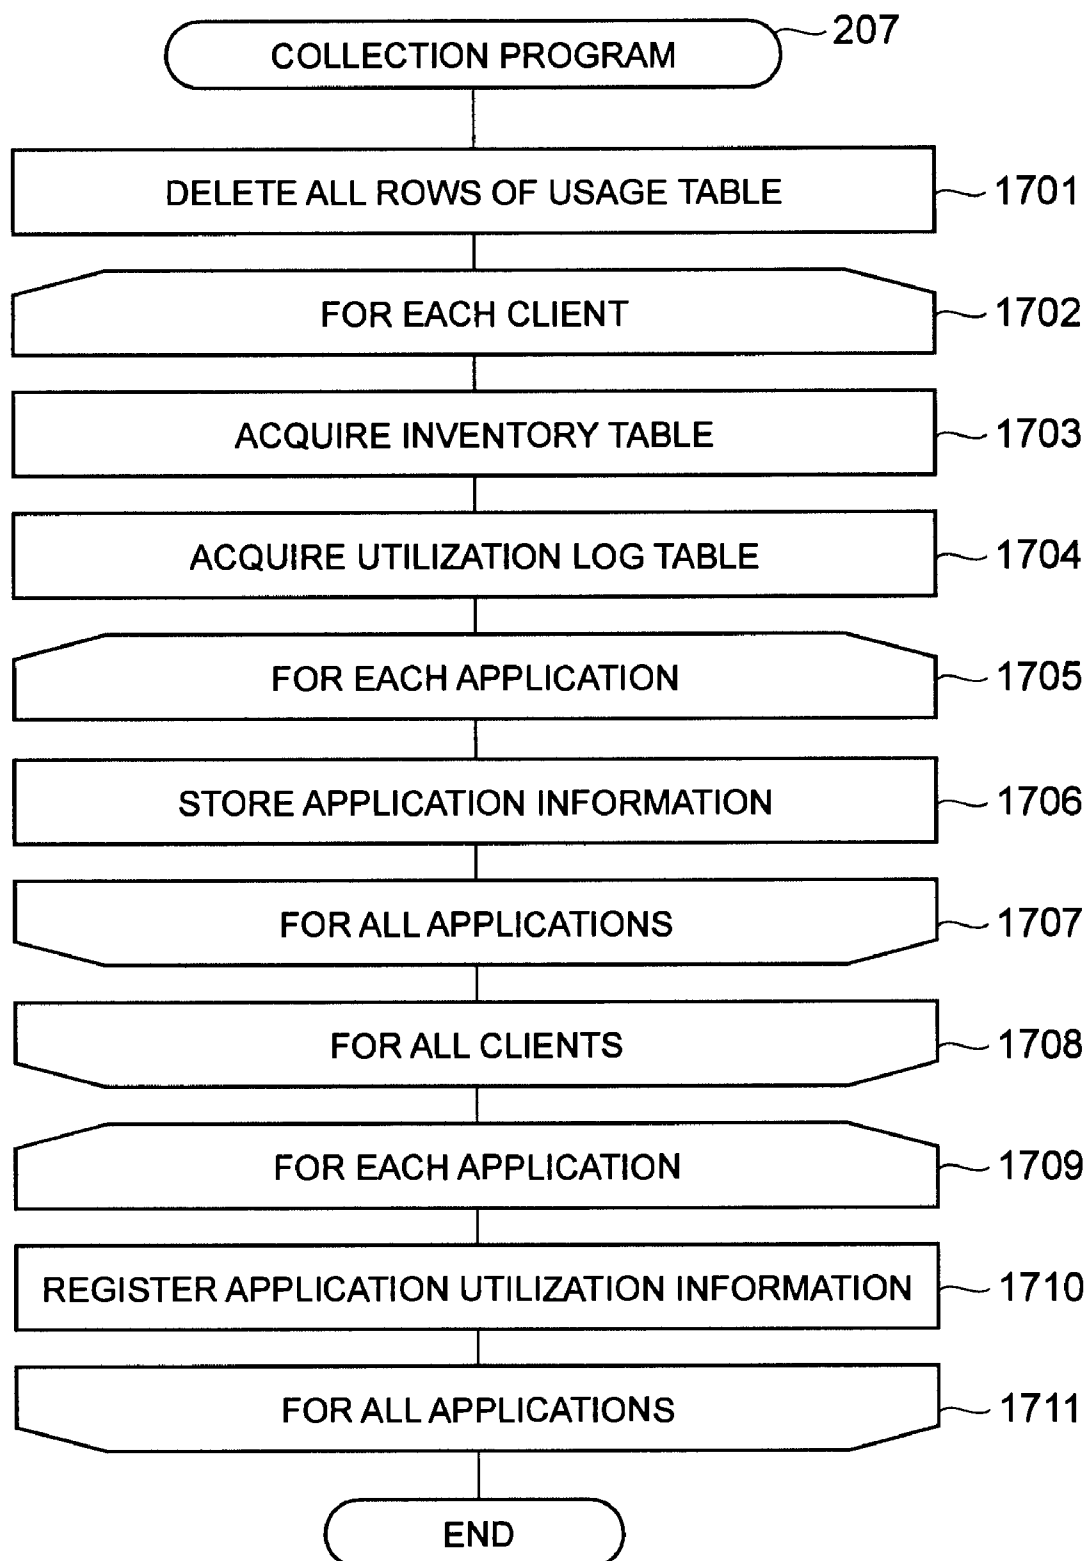 COLLECTION PROGRAM
207
DELETE ALL ROWS OF USAGE TABLE
1701
FOR EACH CLIENT
1702
ACQUIRE INVENTORY TABLE
1703
ACQUIRE UTILIZATION LOG TABLE
1704
FOR EACH APPLICATION
1705
STORE APPLICATION INFORMATION
1706
FOR ALL APPLICATIONS
1707
FOR ALL CLIENTS
1708
FOR EACH APPLICATION
1709
REGISTER APPLICATION UTILIZATION INFORMATION
1710
FOR ALL APPLICATIONS
1711
END